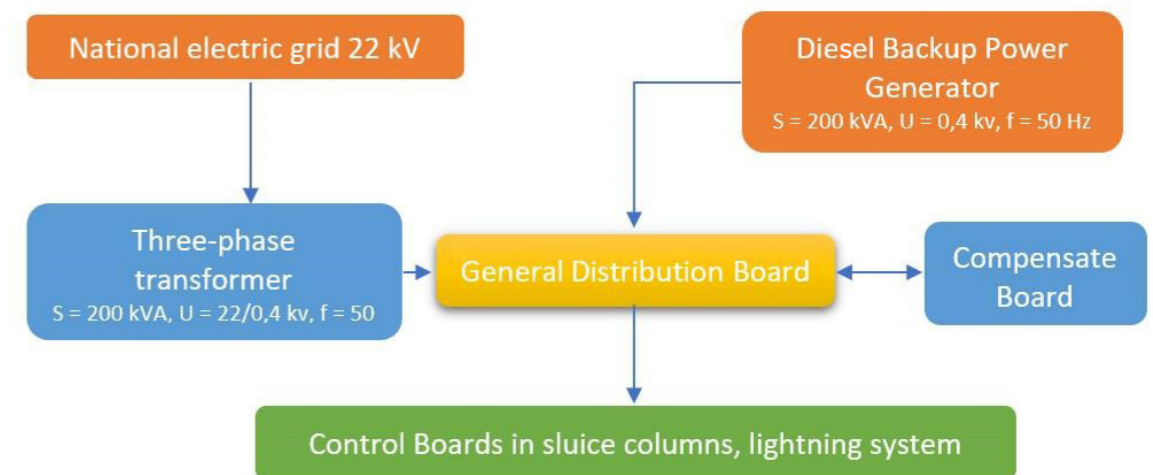 National electric grid 22 kV
Diesel Backup Power
Generator
S = 200 kVA, U = 0,4 kv, f = 50 Hz
Three-phase
transformer
S = 200 kVA, U = 22/0,4 kv, f = 50
General Distribution Board
Compensate
Board
Control Boards in sluice columns, lightning system